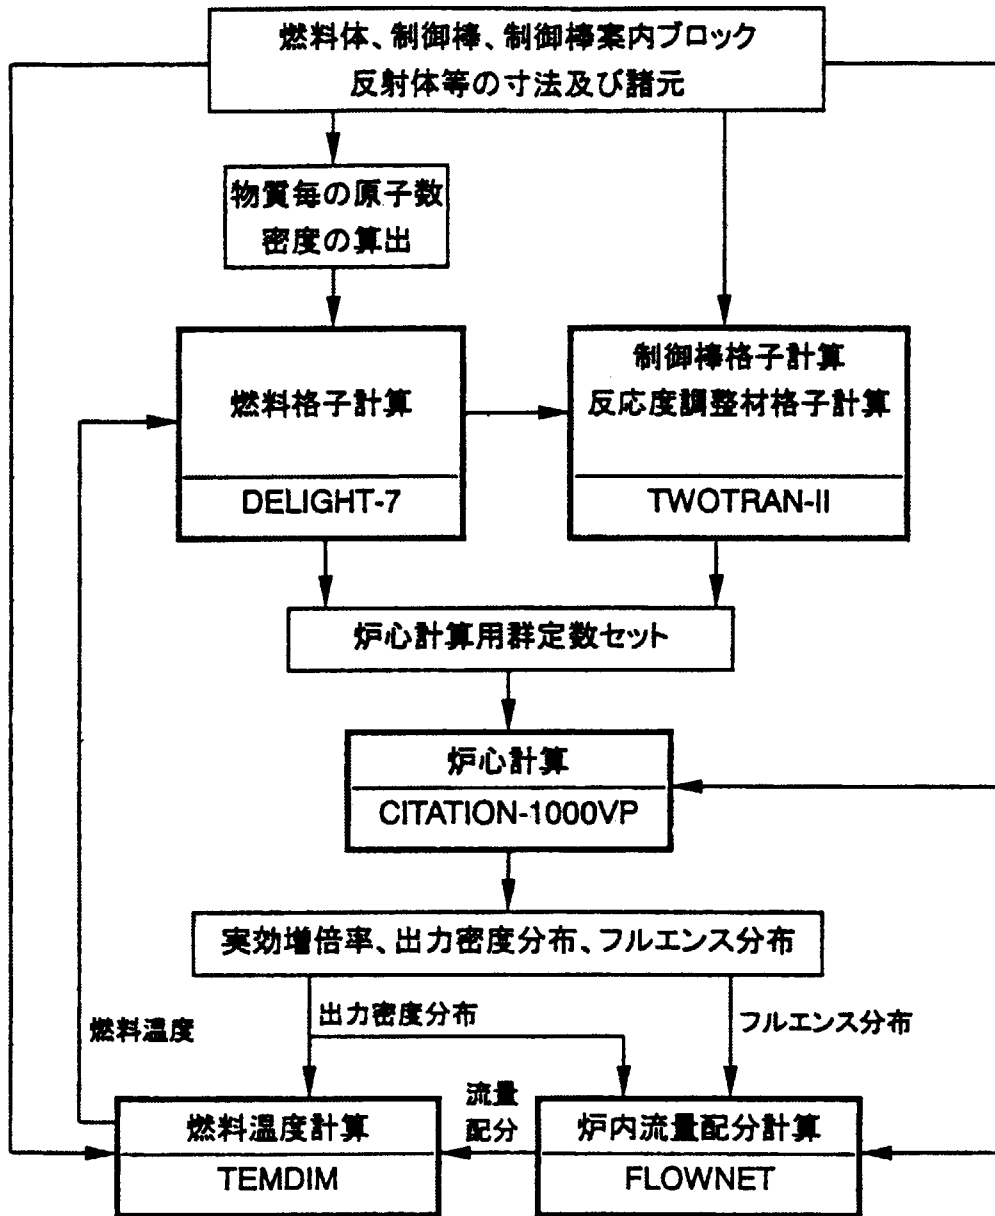 燃料体、制御棒、制御棒案内ブロック
反射体等の寸法及び諸元
物質毎の原子数
密度の算出
燃料格子計算
DELIGHT-7
制御棒格子計算
反応度調整材格子計算
TWOTRAN-II
炉心計算用群定数セット
炉心計算
CITATION-1000VP
実効増倍率、出力密度分布、フルエンス分布
燃料温度
出力密度分布
フルエンス分布
流量
配分
燃料温度計算
TEMDIM
炉内流量配分計算
FLOWNET